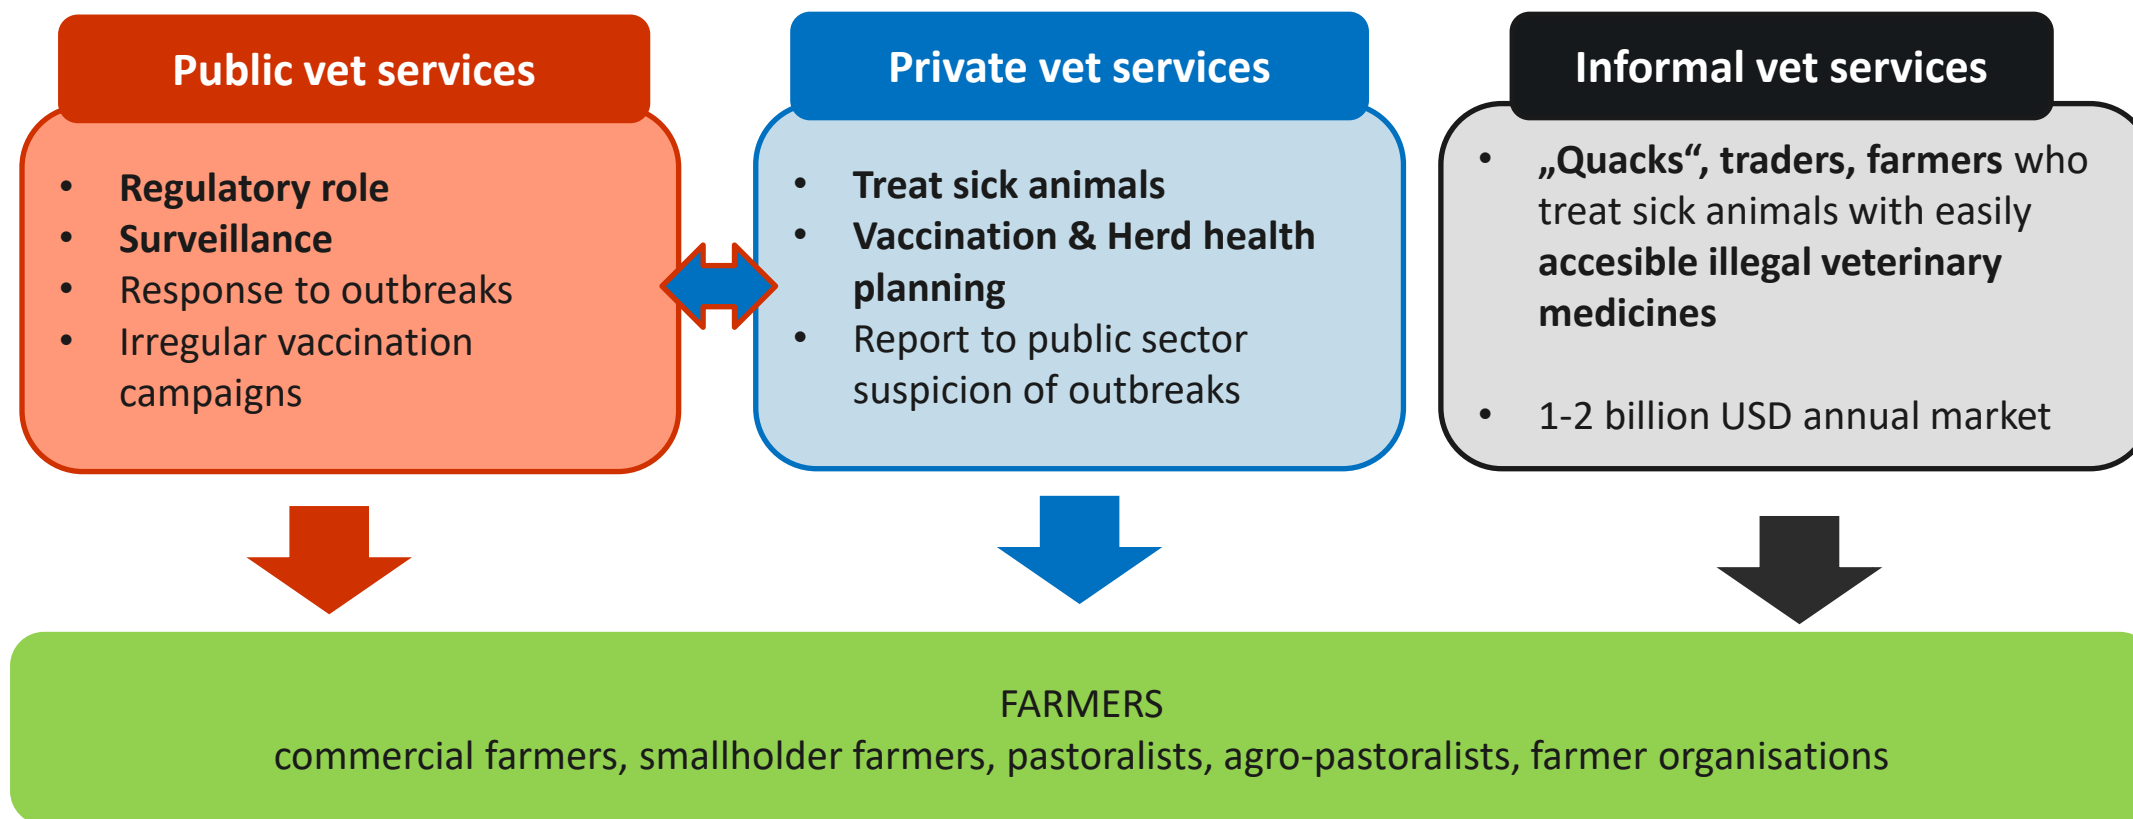 Public vet services
• Regulatory role
• Surveillance
• Response to outbreaks
• Irregular vaccination
campaigns
Private vet services
• Treat sick animals
• Vaccination & Herd health
planning
• Report to public sector
suspicion of outbreaks
Informal vet services
• „Quacks“, traders, farmers who
treat sick animals with easily
accesible illegal veterinary
medicines
• 1-2 billion USD annual market
FARMERS
commercial farmers, smallholder farmers, pastoralists, agro-pastoralists, farmer organisations